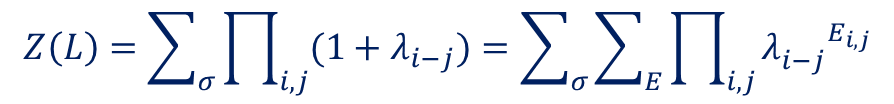 Z(L) = ∑_σ ∏_{i,j} (1 + λ_{i−j}) = ∑_σ ∑_E ∏_{i,j} λ_{i−j}^{E_{i,j}}